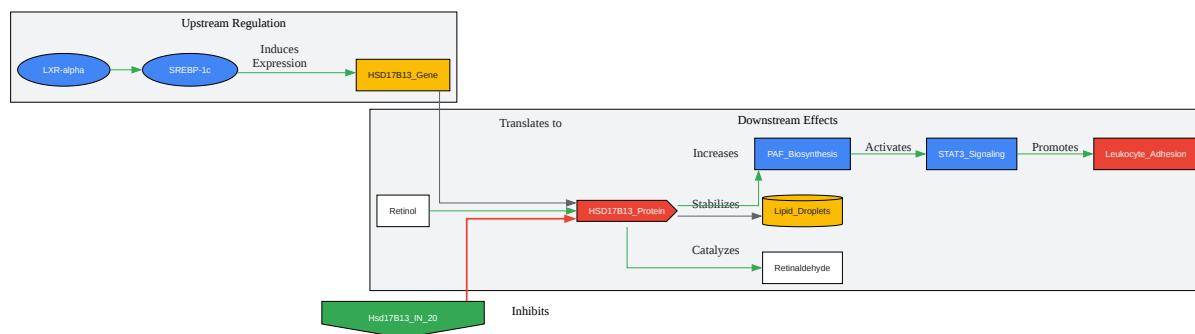 Upstream Regulation
LXR-alpha
SREBP-1c
Induces
Expression
HSD17B13_Gene
Translates to
Downstream Effects
Increases
PAF_Biosynthesis
Activates
STAT3_Signaling
Promotes
Leukocyte_Adhesion
Retinol
HSD17B13_Protein
Stabilizes
Lipid_Droplets
Catalyzes
Retinaldehyde
Hsd17B13_IN_20
Inhibits